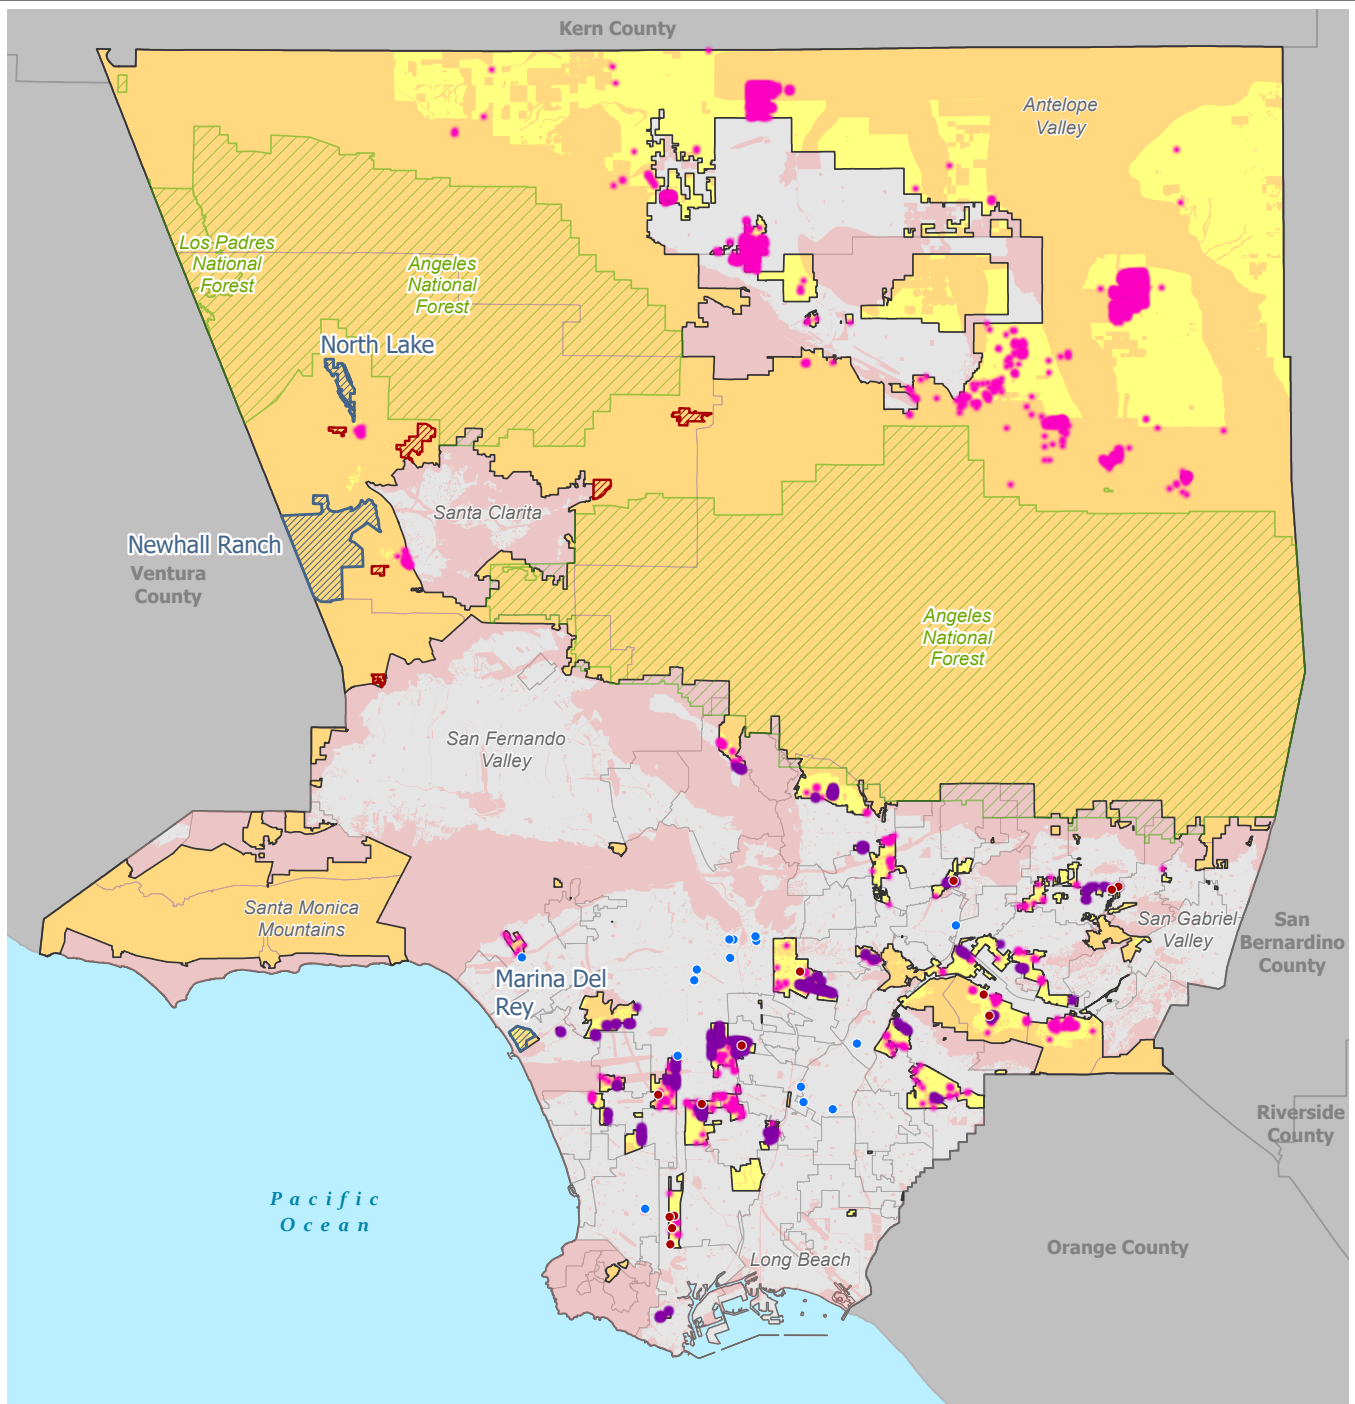 Kern County
Antelope
Valley
Los Padres
National
Forest
Angeles
National
Forest
North Lake
Santa Clarita
Newhall Ranch
Ventura
County
Angeles
National
Forest
San Fernando
Valley
Santa Monica
Mountains
San Gabriel
Valley
San
Bernardino
County
Marina Del
Rey
Riverside
County
Pacific
Ocean
Orange County
Long Beach